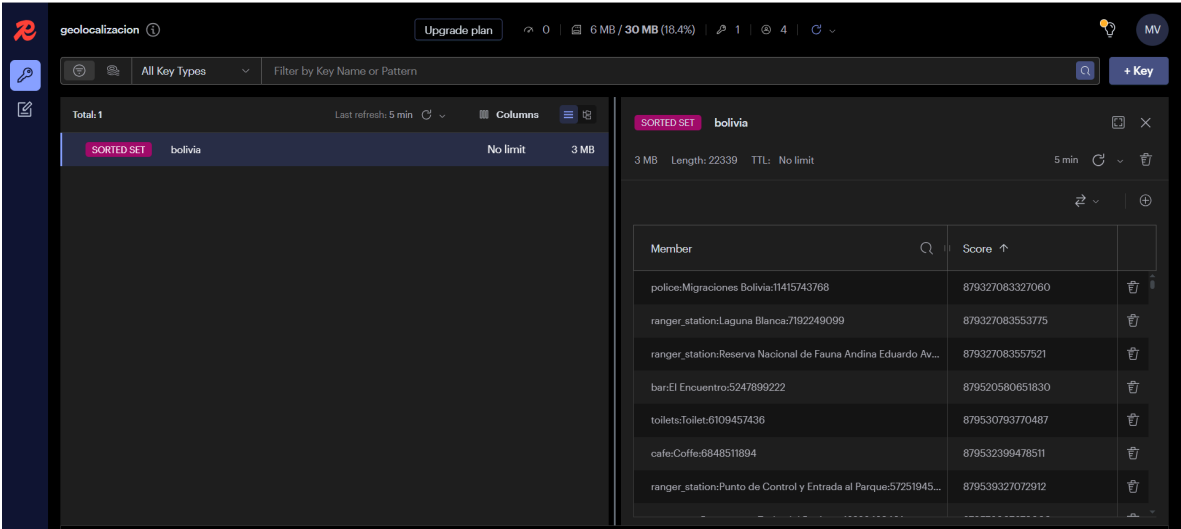 geolocalizacion
Upgrade plan 0 6 MB / 30 MB (18.4%) 1 4
MV
All Key Types Filter by Key Name or Pattern
+ Key
Total: 1 Last refresh: 5 min Columns
SORTED SET bolivia No limit 3 MB
SORTED SET bolivia
3 MB Length: 22339 TTL: No limit 5 min
Member Score
police:Migraciones Bolivia:11415743768 879327083327060
ranger_station:Laguna Blanca:7192249099 879327083553775
ranger_station:Reserva Nacional de Fauna Andina Eduardo Av... 879327083557521
bar:El Encuentro:5247899222 879520580651830
toilets:Toilet:6109457436 879530793770487
cafe:Coffe:6848511894 879532399478511
ranger_station:Punto de Control y Entrada al Parque:57251945... 879539327072912